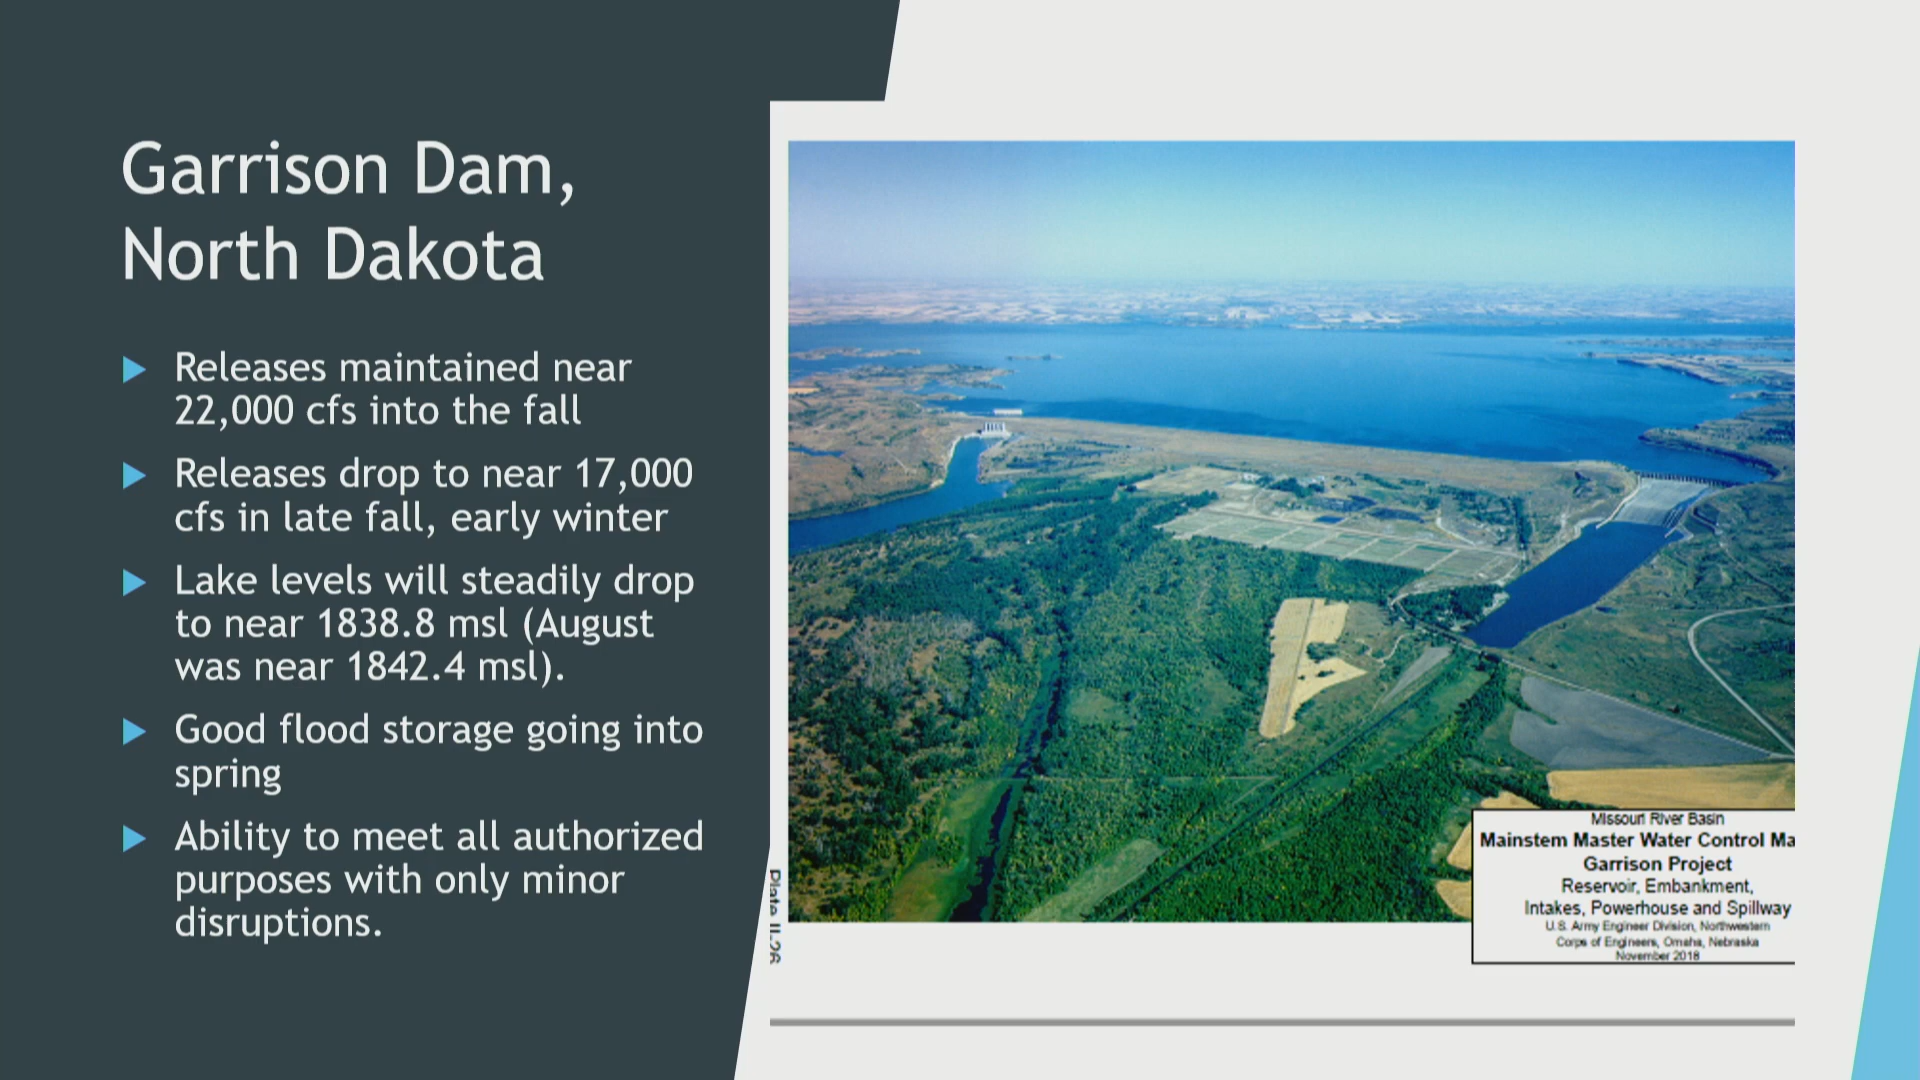 Garrison Dam,
North Dakota
Releases maintained near
22,000 cfs into the fall
Releases drop to near 17,000
cfs in late fall, early winter
Lake levels will steadily drop
to near 1838.8 msl (August
was near 1842.4 msl).
Good flood storage going into
spring
Ability to meet all authorized
purposes with only minor
disruptions.
Plate II-26
Missouri River Basin
Mainstem Master Water Control Ma
Garrison Project
Reservoir, Embankment,
Intakes, Powerhouse and Spillway
U.S. Army Engineer Division, Northwestern
Corps of Engineers, Omaha, Nebraska
November 2018